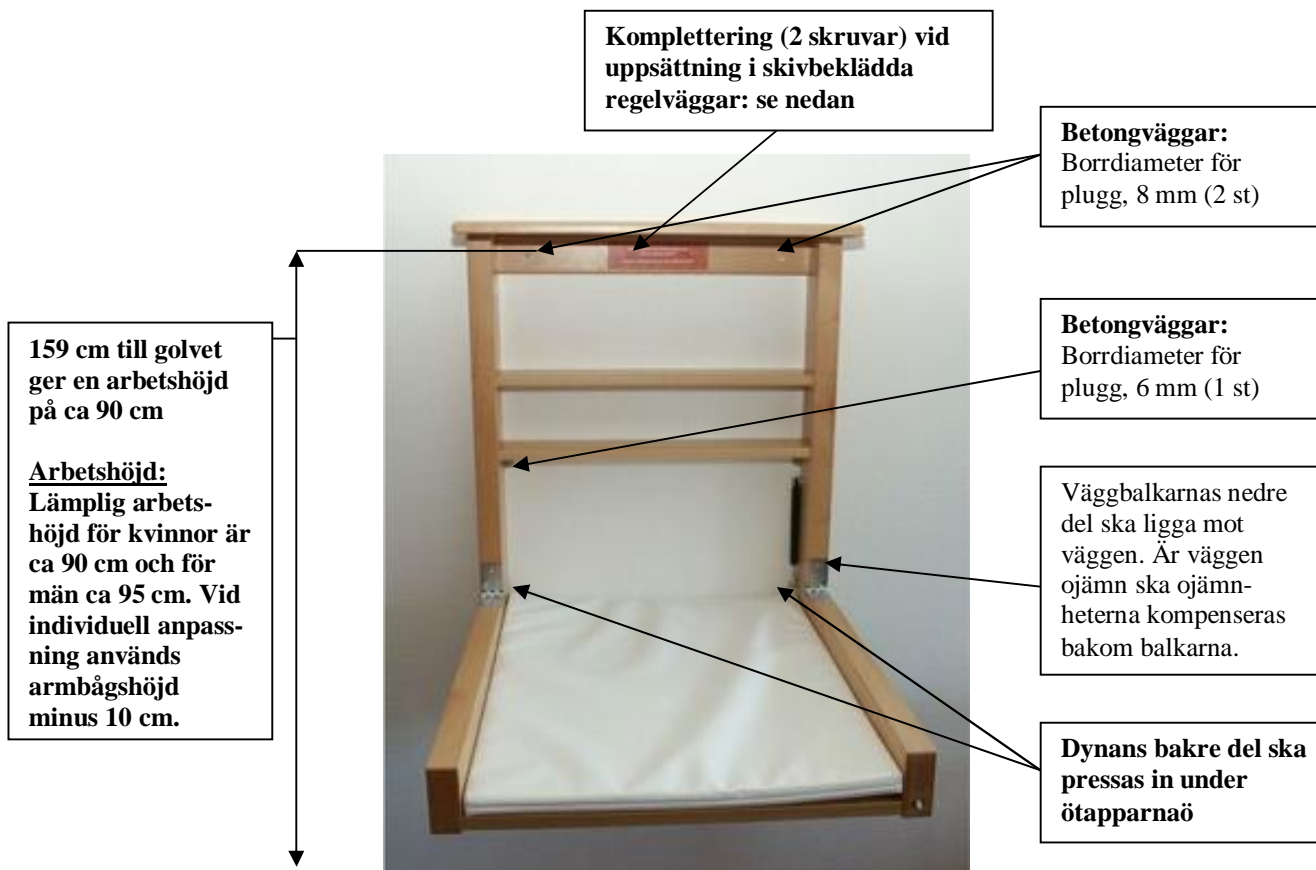 Komplettering (2 skruvar) vid
uppsättning i skivbeklädda
regelväggar: se nedan
Betongväggar:
Borrdiameter för
plugg, 8 mm (2 st)
159 cm till golvet
ger en arbetshöjd
på ca 90 cm
Arbetshöjd:
Lämplig arbets-
höjd för kvinnor är
ca 90 cm och för
män ca 95 cm. Vid
individuell anpass-
ning används
armbågshöjd
minus 10 cm.
Betongväggar:
Borrdiameter för
plugg, 6 mm (1 st)
Väggbalkarnas nedre
del ska ligga mot
väggen. Är väggen
ojämn ska ojämn-
heterna kompenseras
bakom balkarna.
Dynans bakre del ska
pressas in under
ötapparnaö